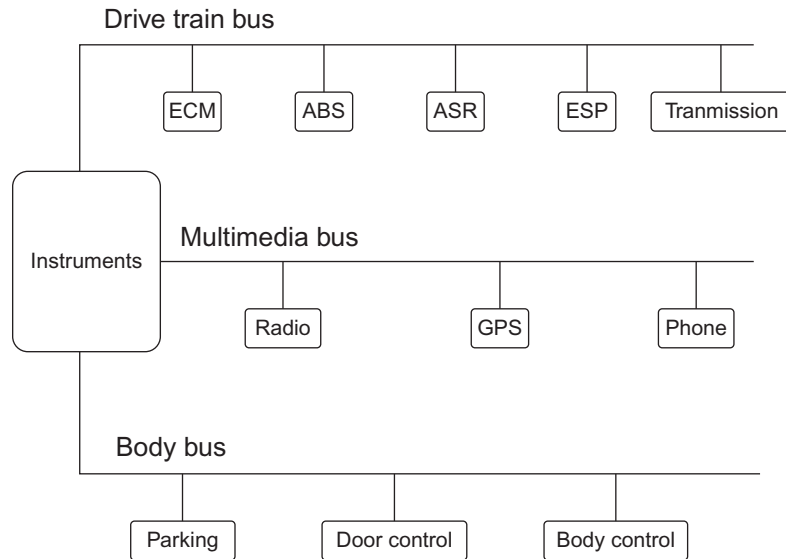 Drive train bus
ECM
ABS
ASR
ESP
Tranmission
Instruments
Multimedia bus
Radio
GPS
Phone
Body bus
Parking
Door control
Body control